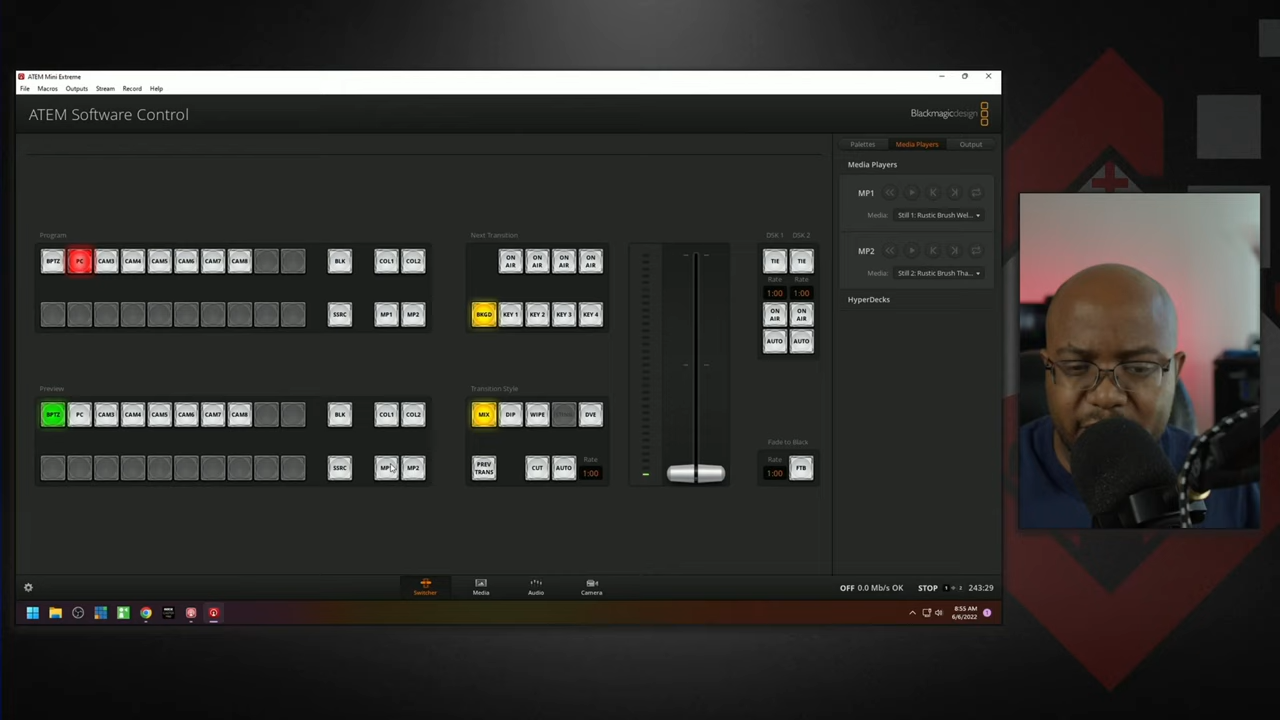 ATEM Mini Extreme
File Macros Outputs Stream Record Help
ATEM Software Control
Blackmagicdesign
Palettes Media Players Output
Media Players
MP1
Media: Still 1: Rustic Brush Wel...
MP2
Media: Still 2: Rustic Brush Tha...
HyperDecks
Program
BPTZ PC CAM3 CAM4 CAM5 CAM6 CAM7 CAM8 BLK COL1 COL2
SSRC MP1 MP2
Next Transition
ON AIR ON AIR ON AIR ON AIR
BKGD KEY 1 KEY 2 KEY 3 KEY 4
DSK 1 DSK 2
TIE TIE
Rate Rate
1:00 1:00
ON AIR ON AIR
AUTO AUTO
Preview
BPTZ PC CAM3 CAM4 CAM5 CAM6 CAM7 CAM8 BLK COL1 COL2
SSRC MP1 MP2
Transition Style
MIX DIP WIPE DVE
PREV TRANS CUT AUTO
Rate
1:00
Fade to Black
Rate
1:00 FTB
Switcher Media Audio Camera
OFF 0.0 Mb/s OK STOP 243:29
8:55 AM
6/6/2022
1